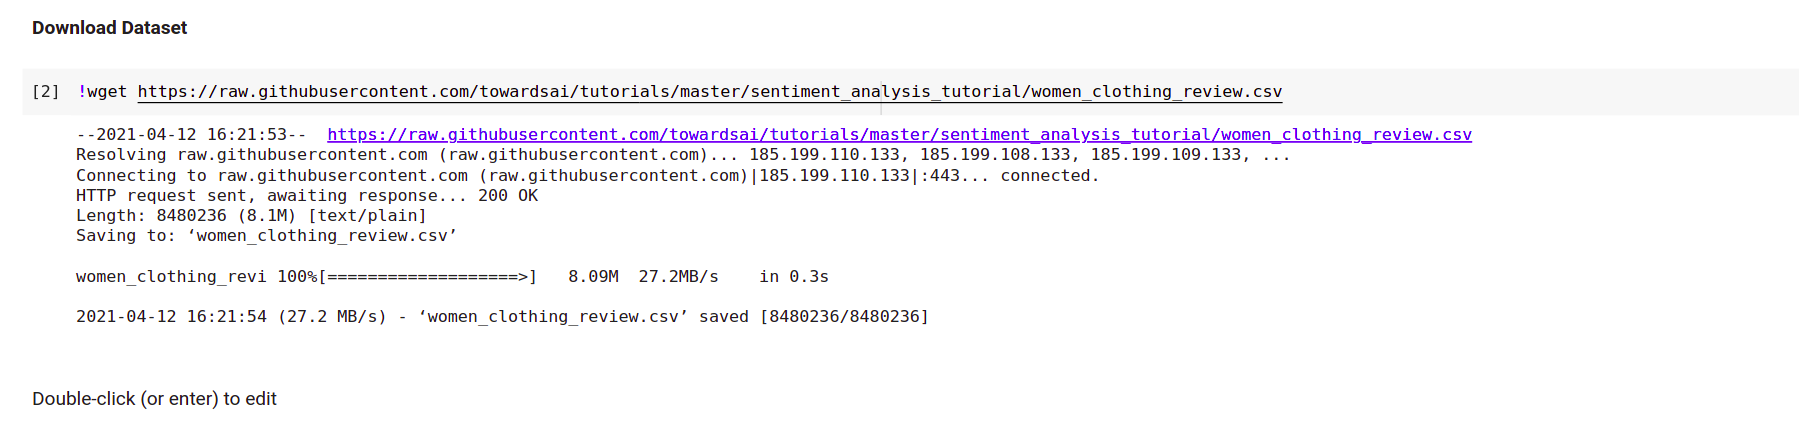 Download Dataset
[2] !wget https://raw.githubusercontent.com/towardsai/tutorials/master/sentiment_analysis_tutorial/women_clothing_review.csv
--2021-04-12 16:21:53--  https://raw.githubusercontent.com/towardsai/tutorials/master/sentiment_analysis_tutorial/women_clothing_review.csv
Resolving raw.githubusercontent.com (raw.githubusercontent.com)... 185.199.110.133, 185.199.108.133, 185.199.109.133, ...
Connecting to raw.githubusercontent.com (raw.githubusercontent.com)|185.199.110.133|:443... connected.
HTTP request sent, awaiting response... 200 OK
Length: 8480236 (8.1M) [text/plain]
Saving to: ‘women_clothing_review.csv’
women_clothing_revi 100%[===================>]   8.09M  27.2MB/s    in 0.3s
2021-04-12 16:21:54 (27.2 MB/s) - ‘women_clothing_review.csv’ saved [8480236/8480236]
Double-click (or enter) to edit